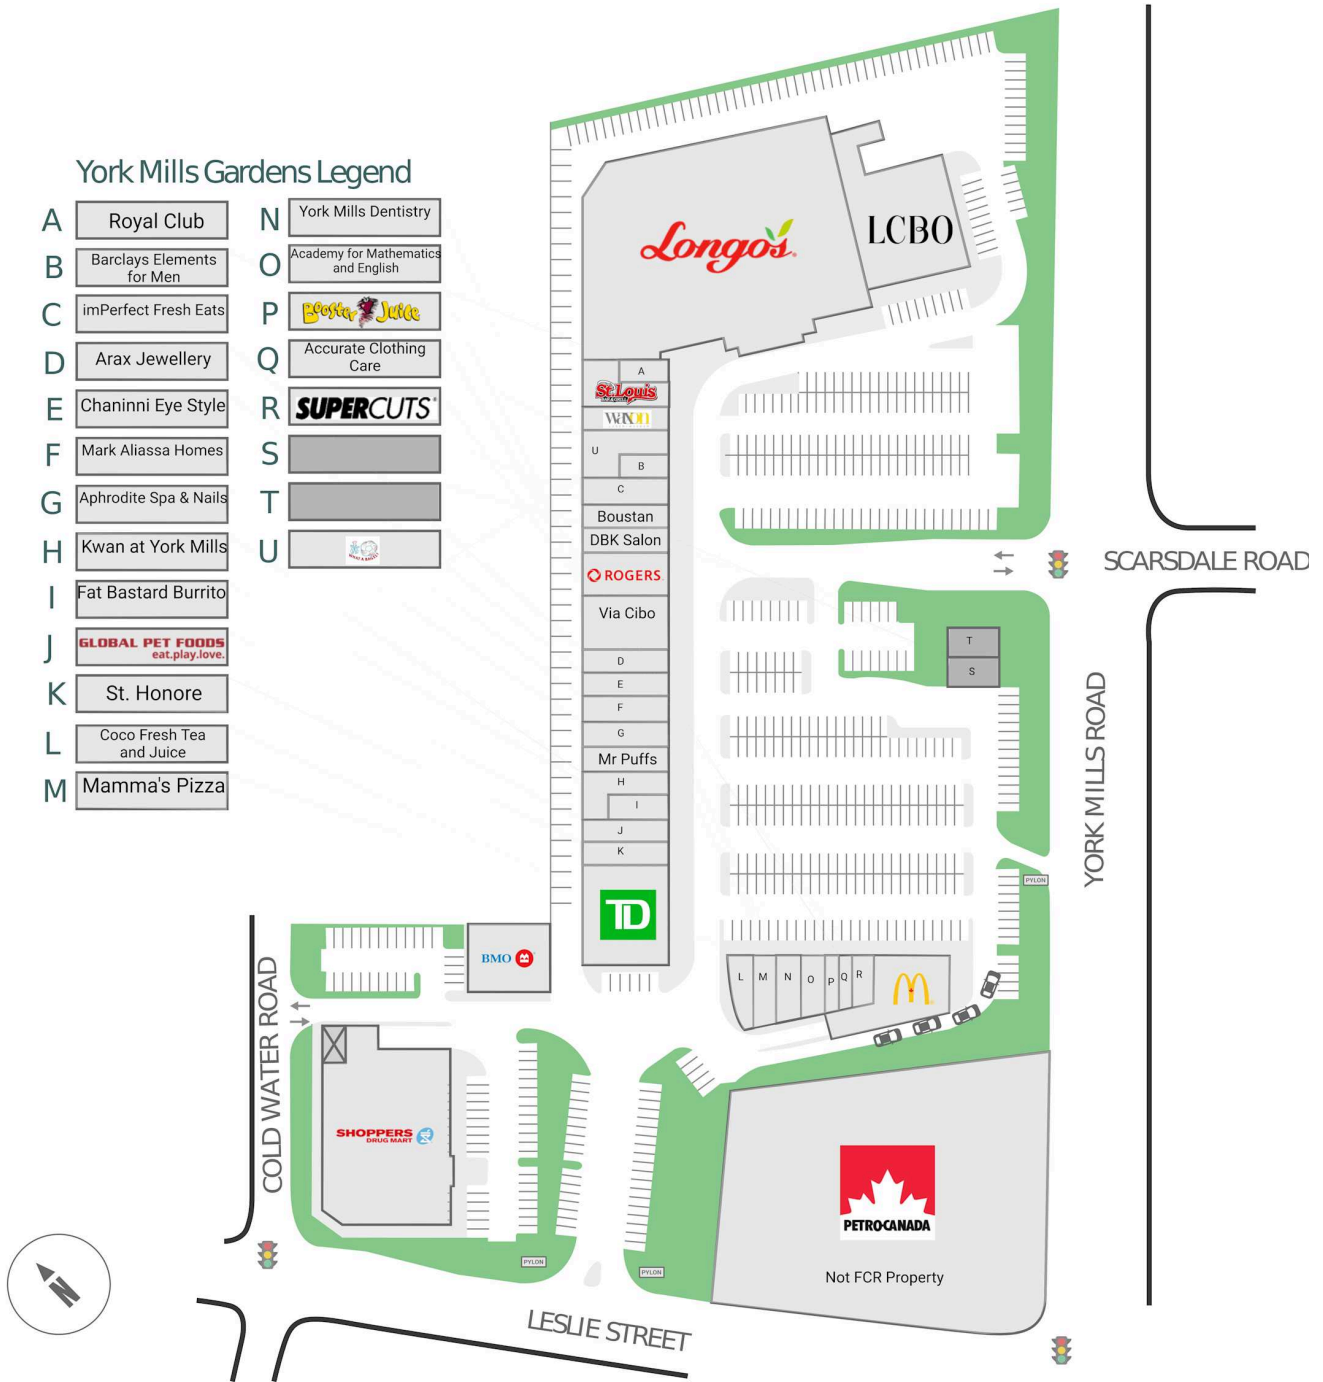 York Mills Gardens Legend
A
Royal Club
B
Barclays Elements
for Men
C
imPerfect Fresh Eats
D
Arax Jewellery
E
Chaninni Eye Style
F
Mark Aliassa Homes
G
Aphrodite Spa & Nails
H
Kwan at York Mills
I
Fat Bastard Burrito
J
GLOBAL PET FOODS
eat.play.love.
K
St. Honore
L
Coco Fresh Tea
and Juice
M
Mamma's Pizza
N
York Mills Dentistry
O
Academy for Mathematics
and English
P
Booster Juice
Q
Accurate Clothing
Care
R
SUPERCUTS
S
T
U
Longo's
LCBO
A
St. Louis
U
B
C
Boustan
DBK Salon
ROGERS
Via Cibo
D
E
F
G
Mr Puffs
H
I
J
K
TD
BMO
SHOPPERS
DRUG MART
T
S
L
M
N
O
P
Q
R
PYLON
PYLON
PYLON
PETRO-CANADA
Not FCR Property
SCARSDALE ROAD
YORK MILLS ROAD
COLD WATER ROAD
LESLIE STREET
N